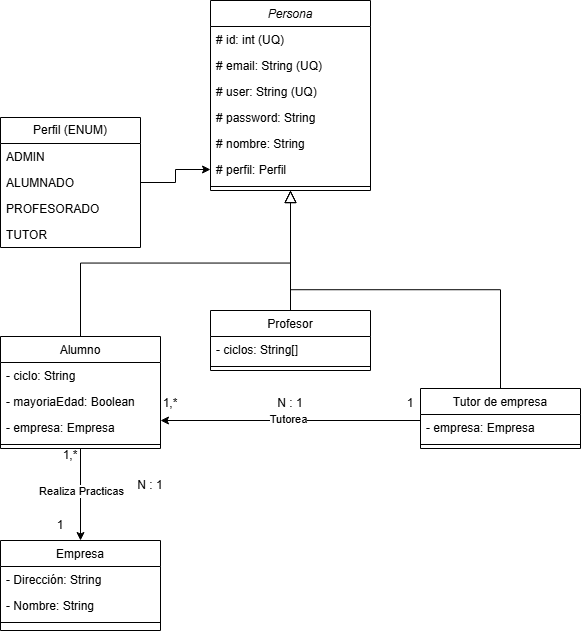 Persona
# id: int (UQ)
# email: String (UQ)
# user: String (UQ)
# password: String
# nombre: String
# perfil: Perfil
Perfil (ENUM)
ADMIN
ALUMNADO
PROFESORADO
TUTOR
Profesor
- ciclos: String[]
Alumno
- ciclo: String
- mayoriaEdad: Boolean
- empresa: Empresa
1,*
N : 1
1
Tutorea
Tutor de empresa
- empresa: Empresa
1,*
Realiza Practicas
N : 1
1
Empresa
- Dirección: String
- Nombre: String